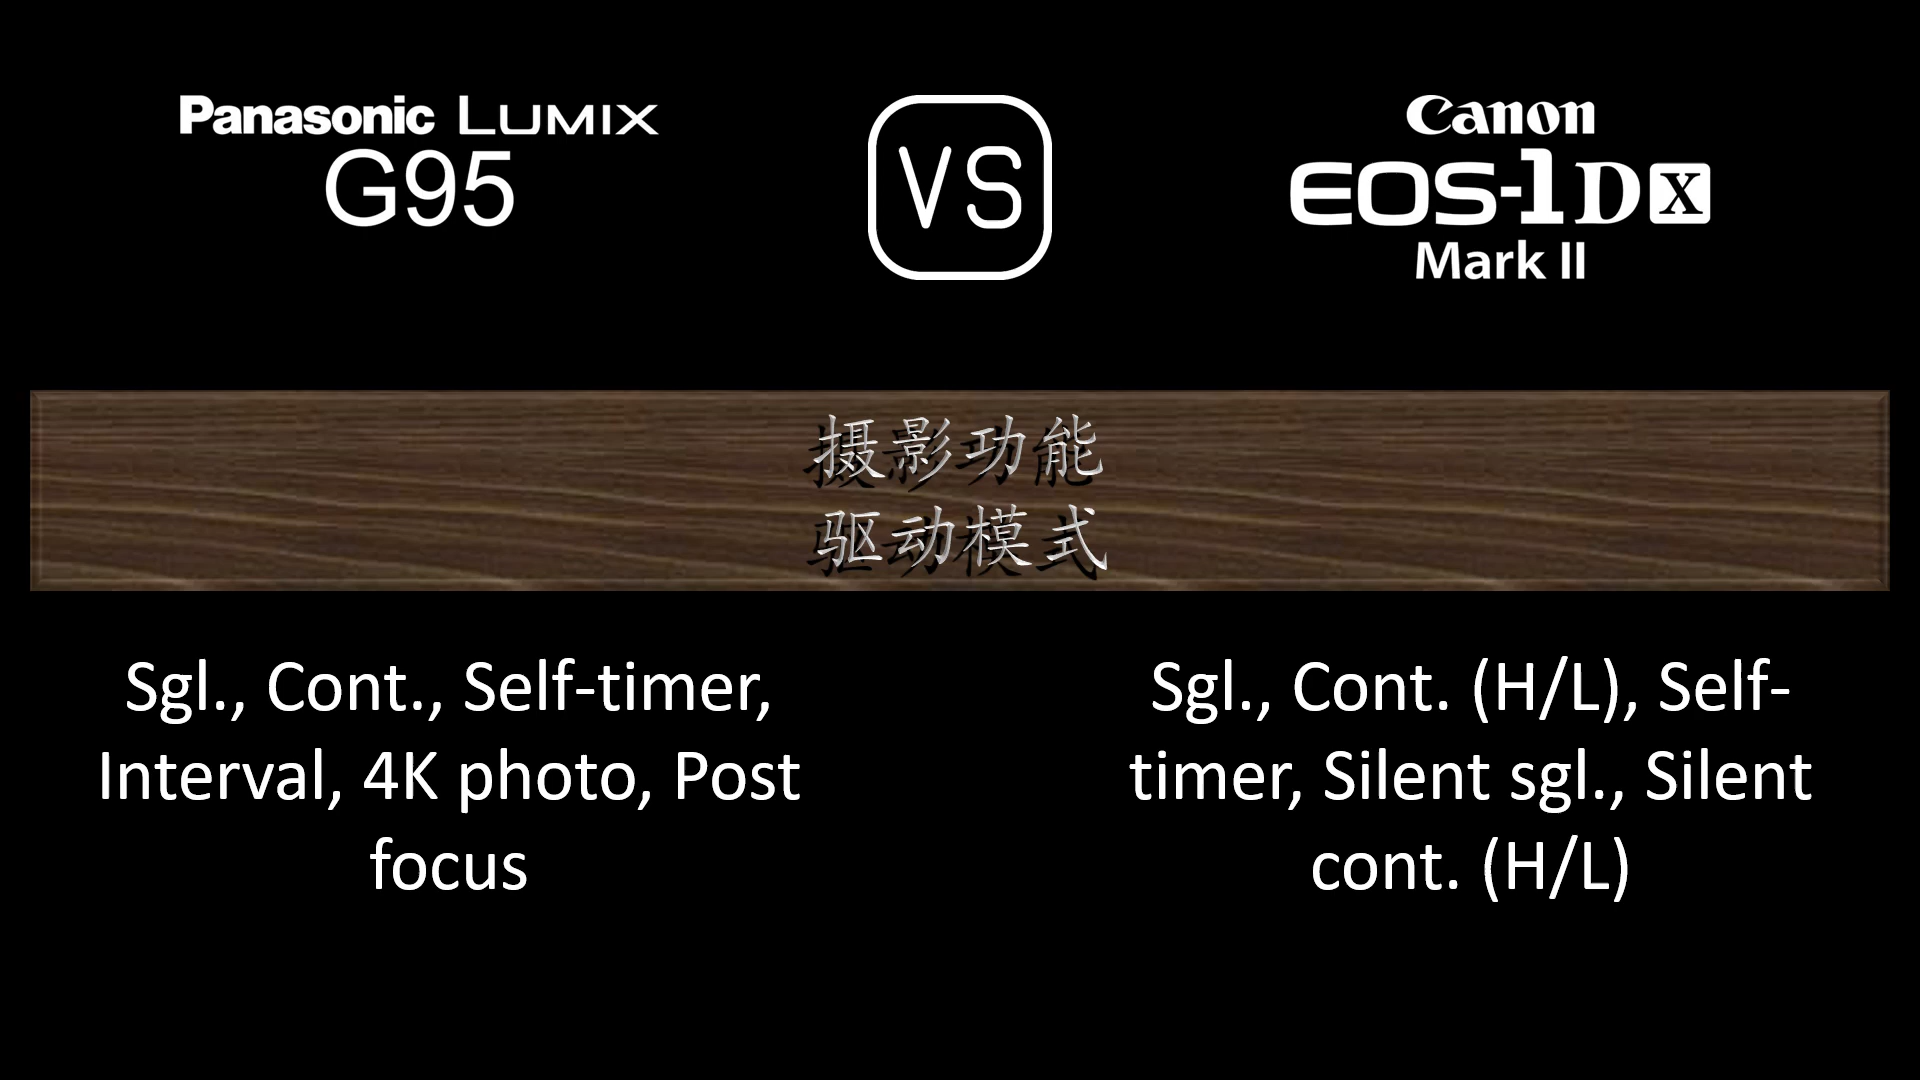 Panasonic LUMIX
G95
VS
Canon
EOS-1D X
Mark II
摄影功能
驱动模式
Sgl., Cont., Self-timer,
Interval, 4K photo, Post
focus
Sgl., Cont. (H/L), Self-
timer, Silent sgl., Silent
cont. (H/L)